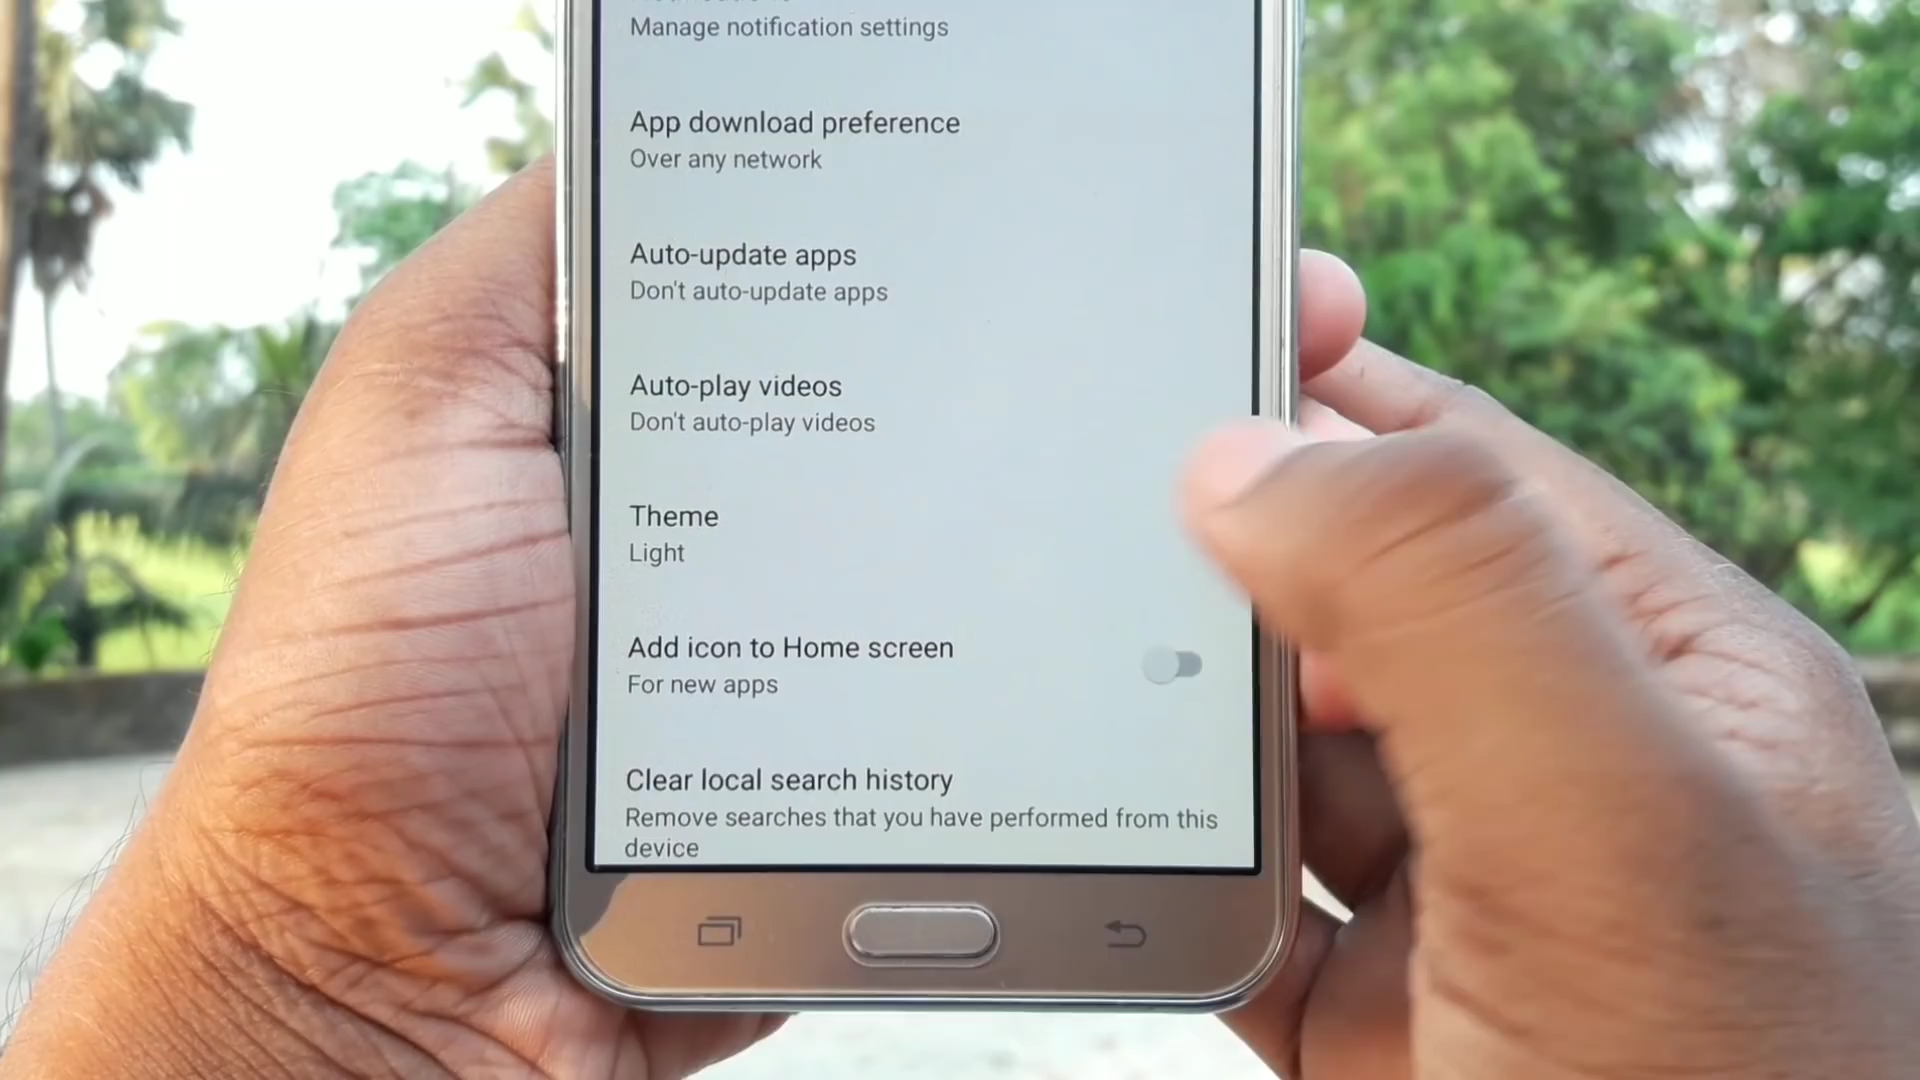 Manage notification settings
App download preference
Over any network
Auto-update apps
Don't auto-update apps
Auto-play videos
Don't auto-play videos
Theme
Light
Add icon to Home screen
For new apps
Clear local search history
Remove searches that you have performed from this
device